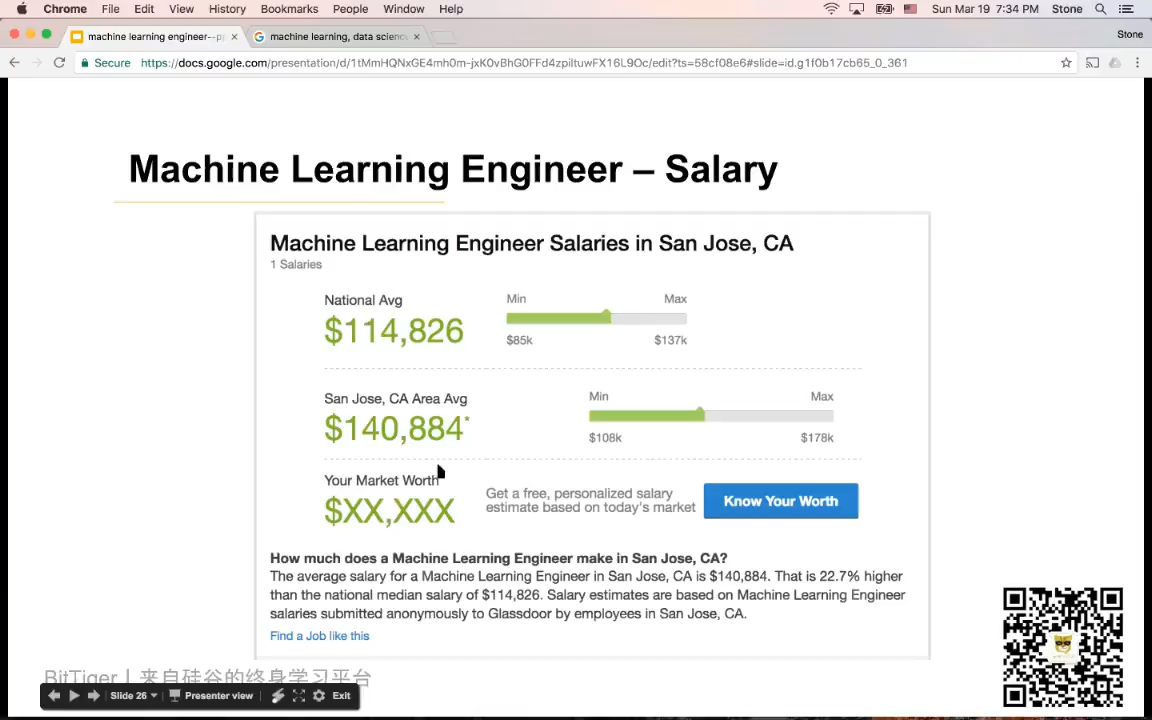 Chrome File Edit View History Bookmarks People Window Help Sun Mar 19 7:34 PM Stone
machine learning engineer--p × machine learning, data scienc × Stone
Secure https://docs.google.com/presentation/d/1tMmHQNxGE4mh0m-jxK0vBhG0FFd4zpiltuwFX16L9Oc/edit?ts=58cf08e6#slide=id.g1f0b17cb65_0_361
Machine Learning Engineer – Salary
Machine Learning Engineer Salaries in San Jose, CA
1 Salaries
National Avg Min Max
$114,826
$85k $137k
San Jose, CA Area Avg Min Max
$140,884*
$108k $178k
Your Market Worth
$XX,XXX
Get a free, personalized salary
estimate based on today's market
Know Your Worth
How much does a Machine Learning Engineer make in San Jose, CA?
The average salary for a Machine Learning Engineer in San Jose, CA is $140,884. That is 22.7% higher
than the national median salary of $114,826. Salary estimates are based on Machine Learning Engineer
salaries submitted anonymously to Glassdoor by employees in San Jose, CA.
Find a Job like this
BitTiger | 来自硅谷的终身学习平台
Slide 26 Presenter view Exit